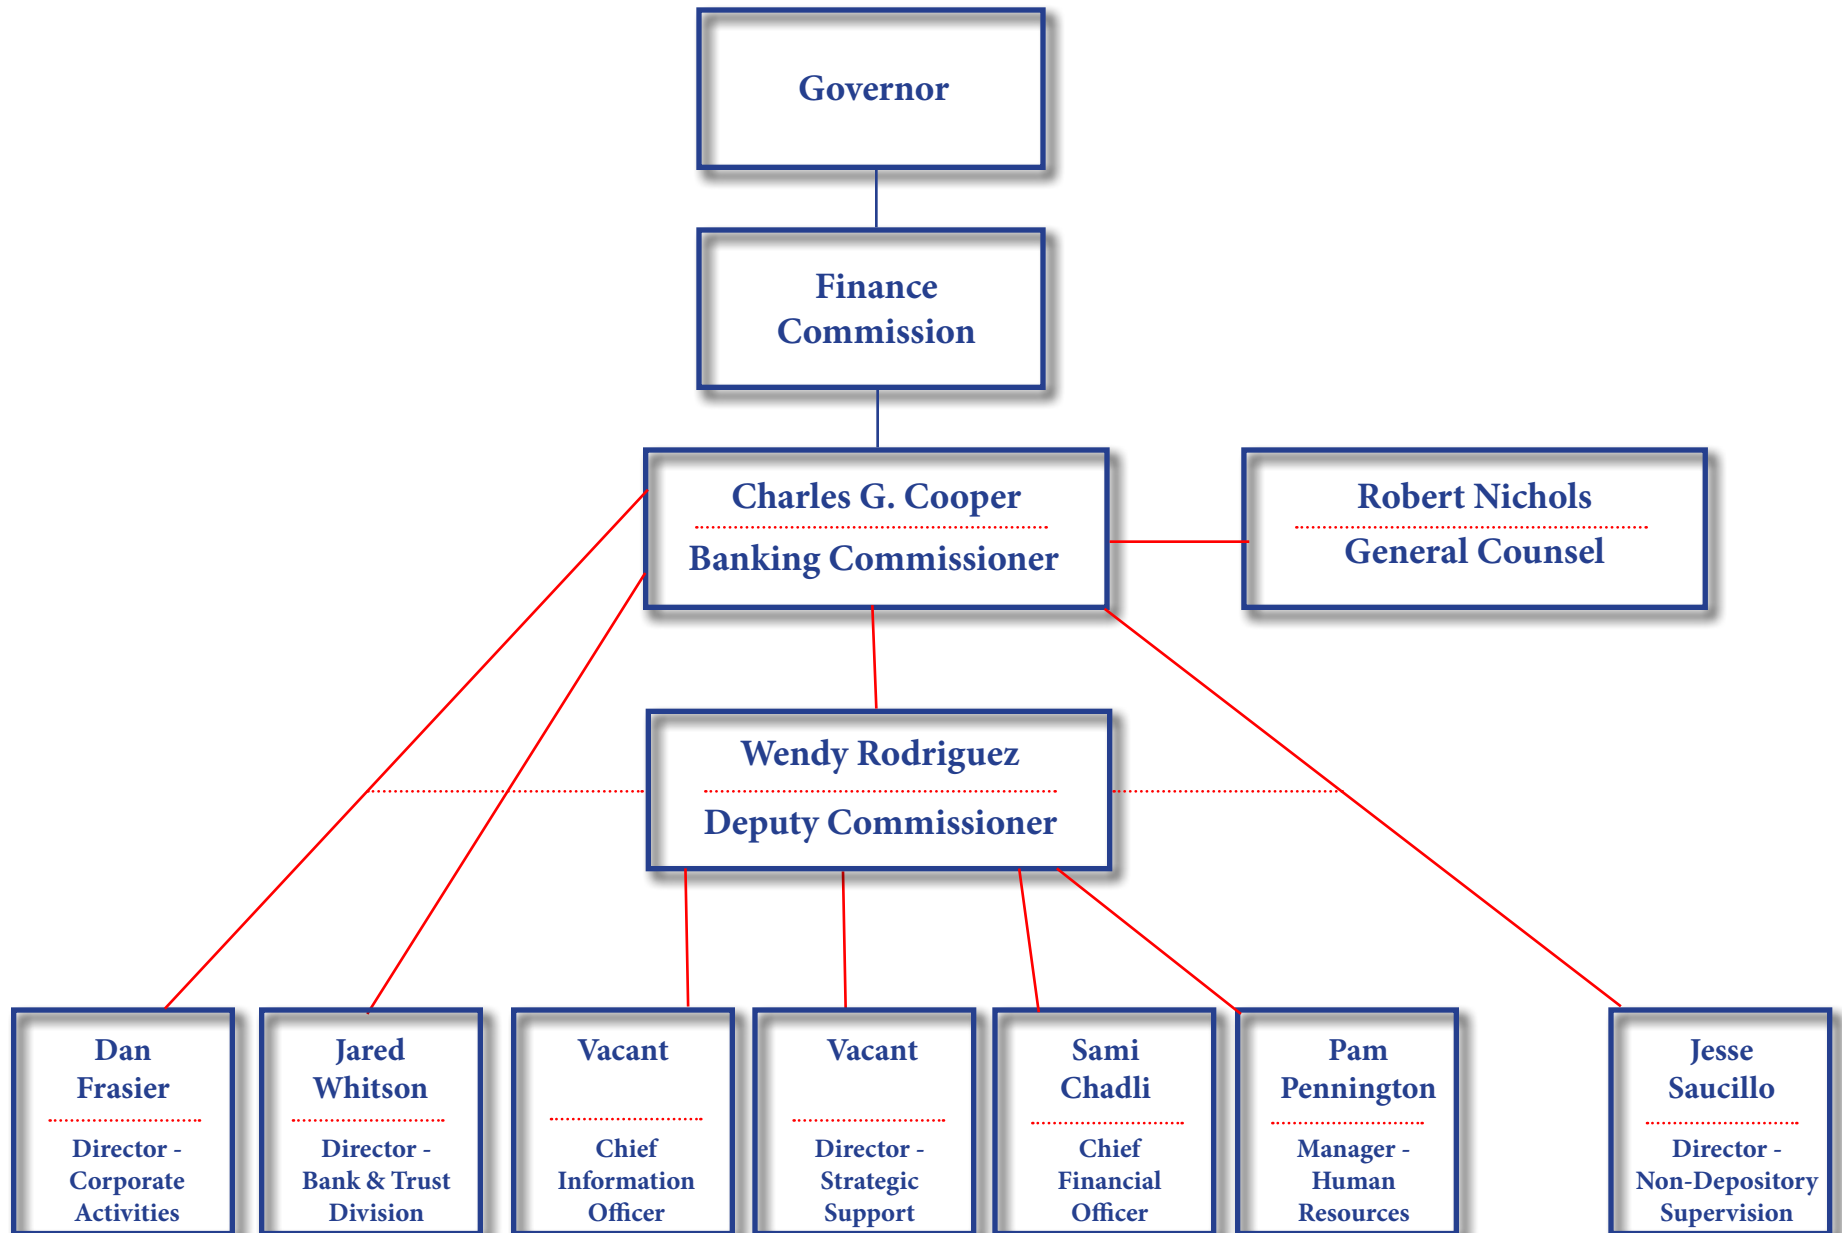 Governor
Finance
Commission
Charles G. Cooper
Banking Commissioner
Robert Nichols
General Counsel
Wendy Rodriguez
Deputy Commissioner
Dan
Frasier
Director -
Corporate
Activities
Jared
Whitson
Director -
Bank & Trust
Division
Vacant
Chief
Information
Officer
Vacant
Director -
Strategic
Support
Sami
Chadli
Chief
Financial
Officer
Pam
Pennington
Manager -
Human
Resources
Jesse
Saucillo
Director -
Non-Depository
Supervision